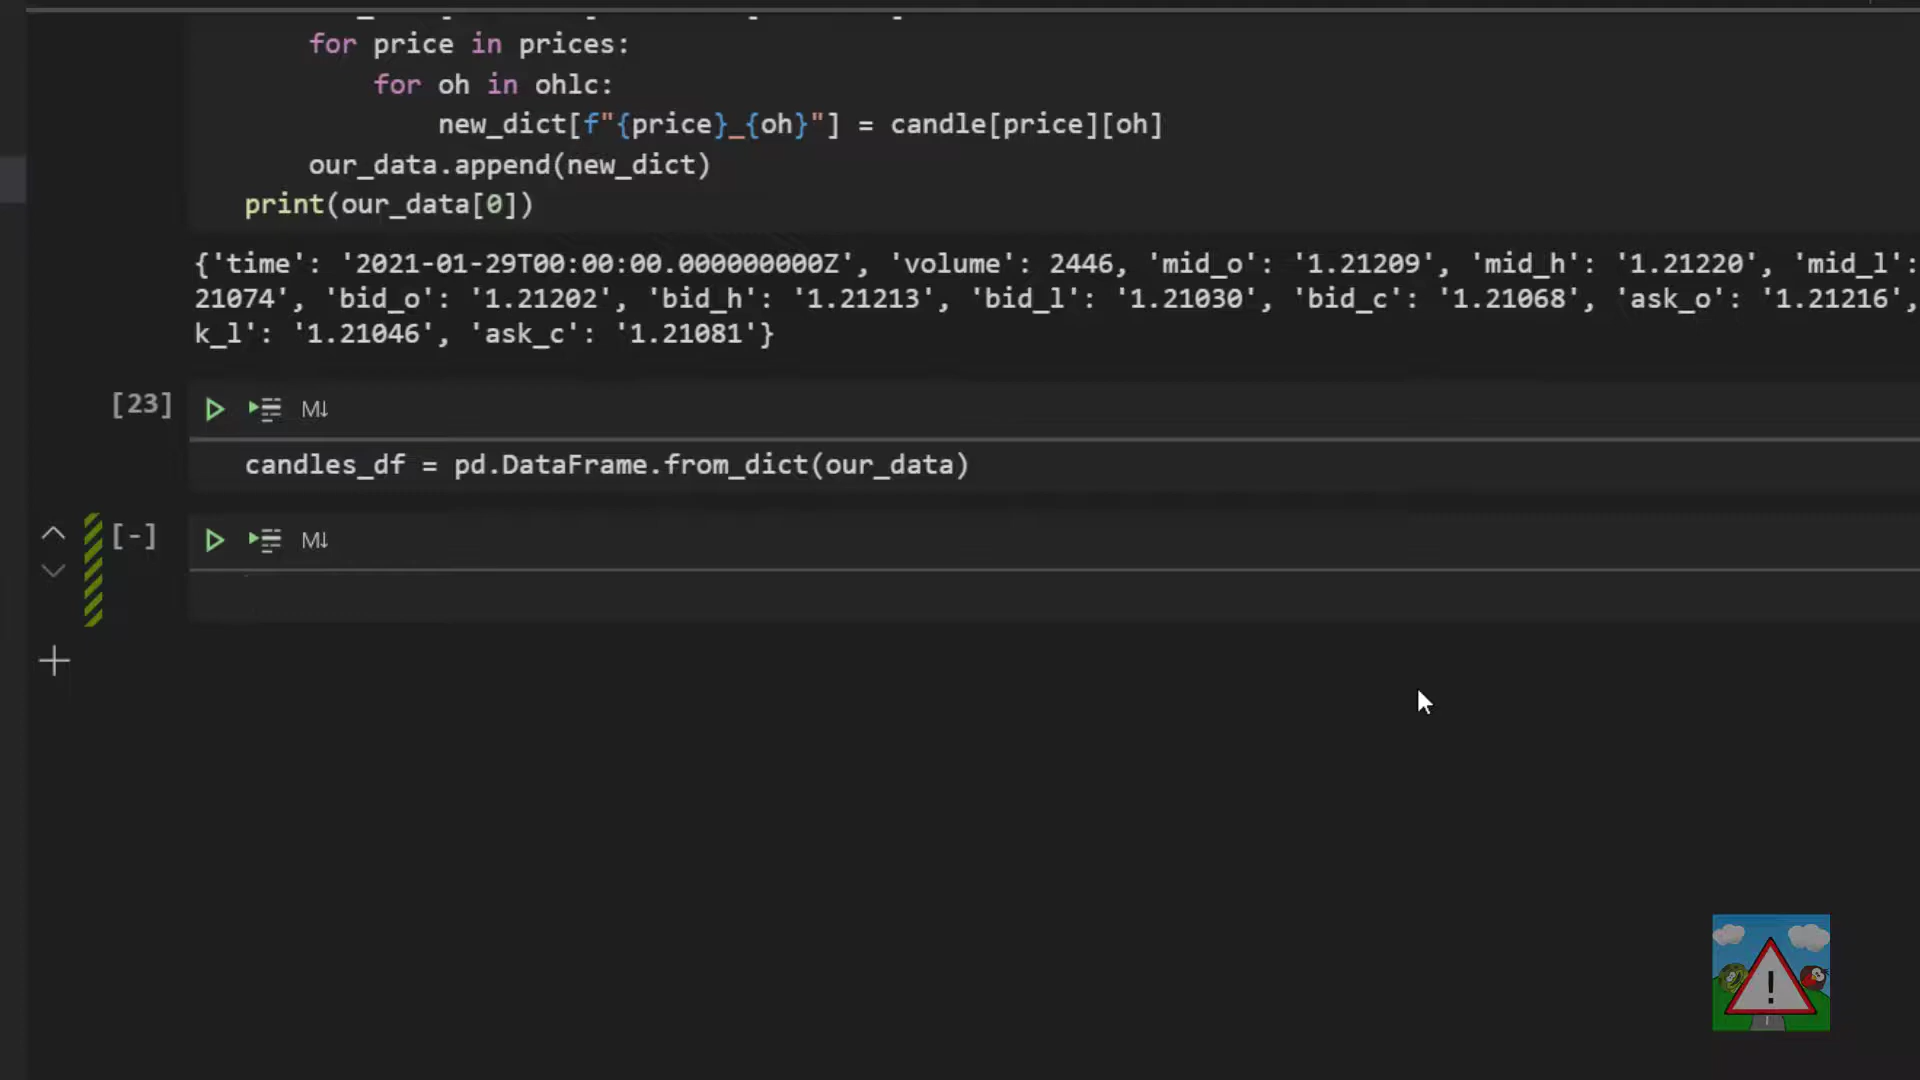 for price in prices:
for oh in ohlc:
new_dict[f"{price}_{oh}"] = candle[price][oh]
our_data.append(new_dict)
print(our_data[0])
{'time': '2021-01-29T00:00:00.000000000Z', 'volume': 2446, 'mid_o': '1.21209', 'mid_h': '1.21220', 'mid_l':
21074', 'bid_o': '1.21202', 'bid_h': '1.21213', 'bid_l': '1.21030', 'bid_c': '1.21068', 'ask_o': '1.21216',
k_l': '1.21046', 'ask_c': '1.21081'}
[23]
M↓
candles_df = pd.DataFrame.from_dict(our_data)
[-]
M↓
!